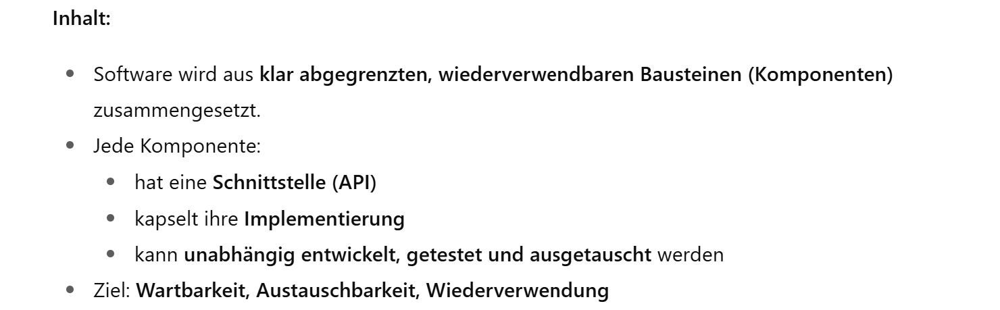 Inhalt:
• Software wird aus klar abgegrenzten, wiederverwendbaren Bausteinen (Komponenten)
zusammengesetzt.
• Jede Komponente:
• hat eine Schnittstelle (API)
• kapselt ihre Implementierung
• kann unabhängig entwickelt, getestet und ausgetauscht werden
• Ziel: Wartbarkeit, Austauschbarkeit, Wiederverwendung